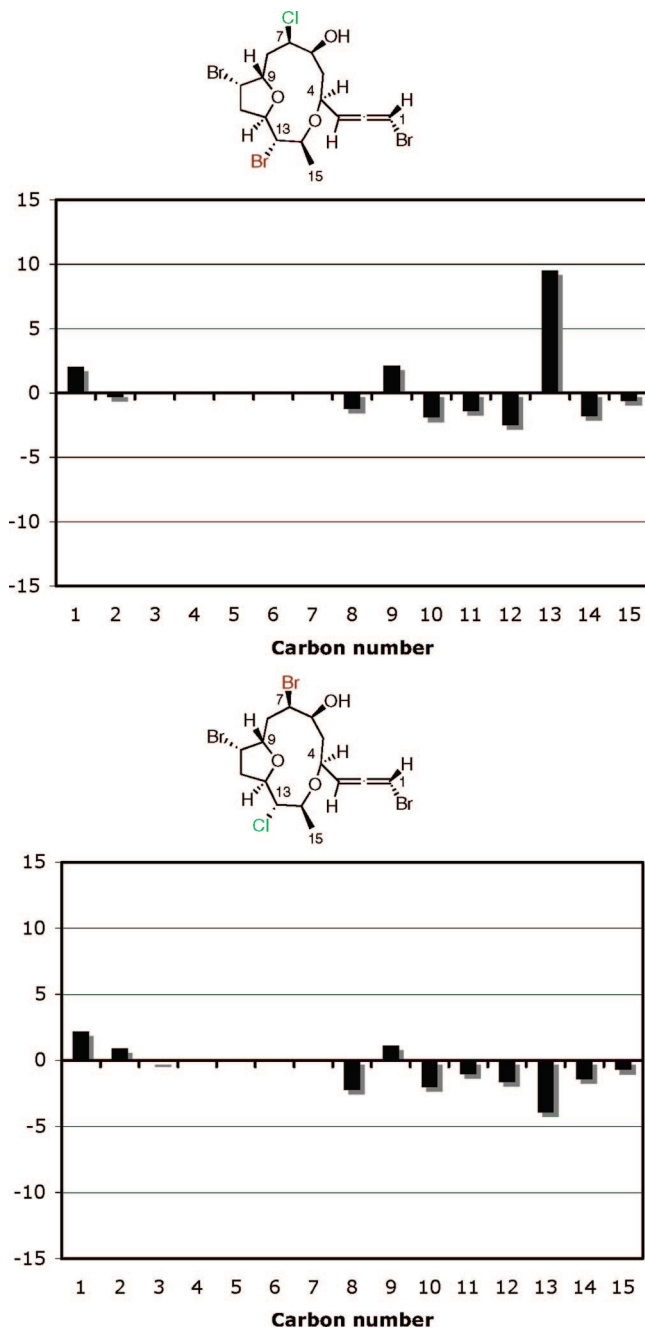 Cl
7 OH
H
Br 9 4 H
O H
O 1
H 13 H Br
Br 15
15
10
5
0
-5
-10
-15
1 2 3 4 5 6 7 8 9 10 11 12 13 14 15
Carbon number
Br
7 OH
H
Br 9 4 H
O H
O 1
H 13 H Br
Cl 15
15
10
5
0
-5
-10
-15
1 2 3 4 5 6 7 8 9 10 11 12 13 14 15
Carbon number